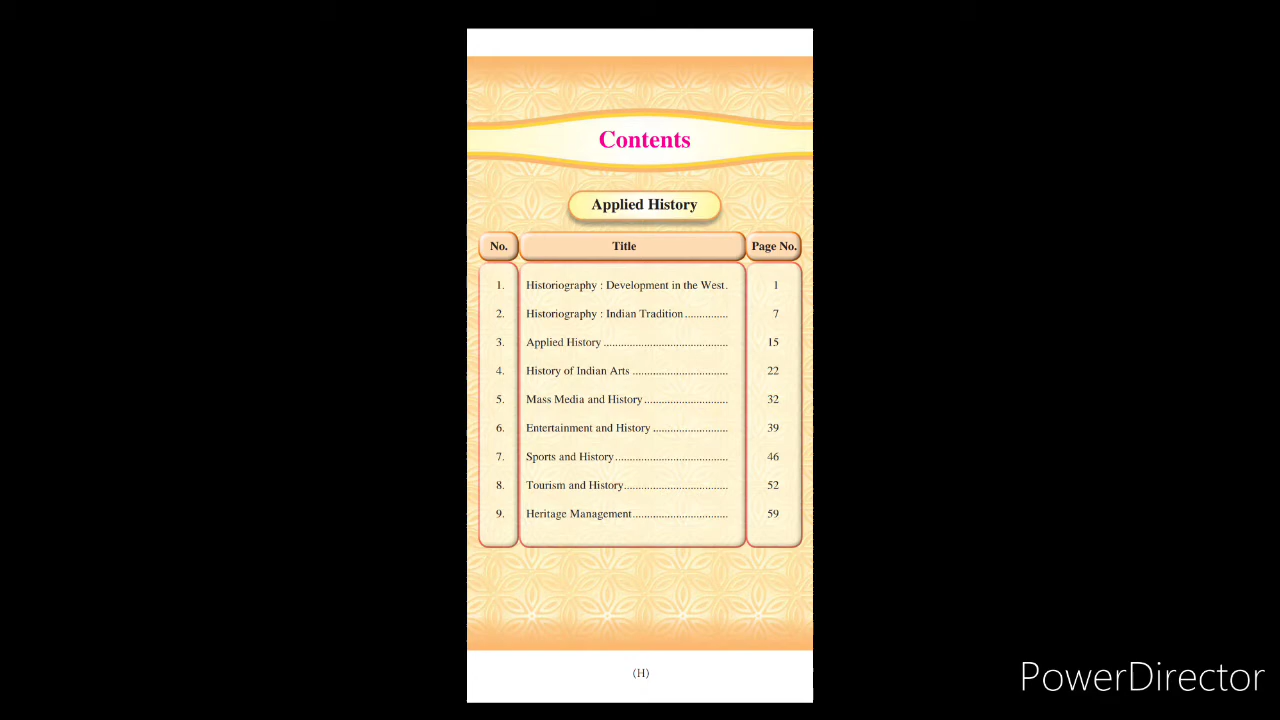 Contents
Applied History
No. Title Page No.
1. Historiography : Development in the West. 1
2. Historiography : Indian Tradition............... 7
3. Applied History ........................................... 15
4. History of Indian Arts ................................. 22
5. Mass Media and History............................. 32
6. Entertainment and History .......................... 39
7. Sports and History....................................... 46
8. Tourism and History.................................... 52
9. Heritage Management................................. 59
(H)
PowerDirector